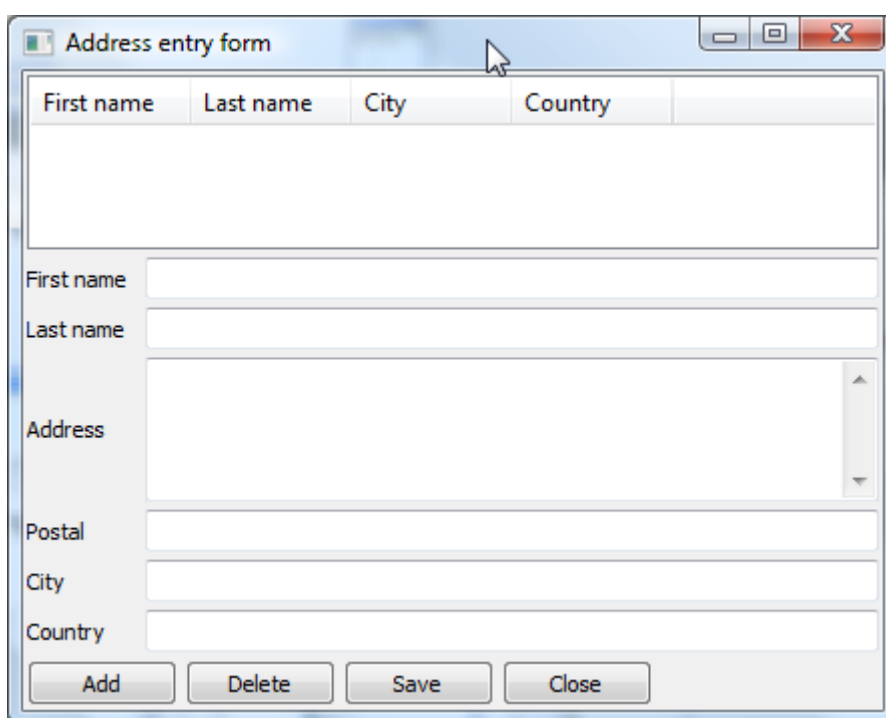 Address entry form
First name Last name City Country
First name
Last name
Address
Postal
City
Country
Add Delete Save Close